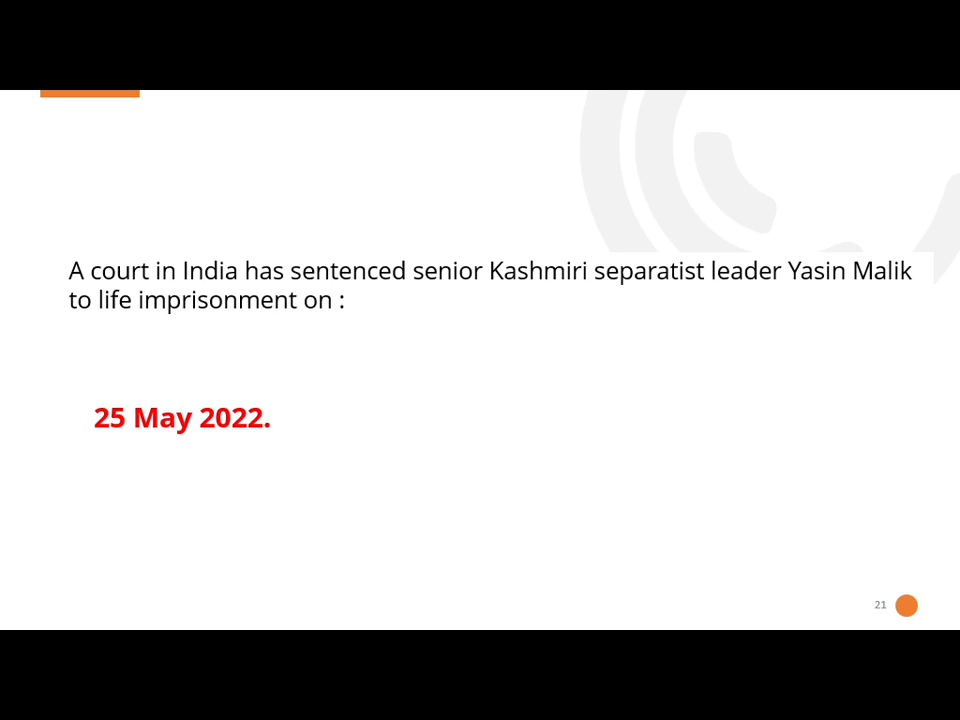 A court in India has sentenced senior Kashmiri separatist leader Yasin Malik
to life imprisonment on :
25 May 2022.
21